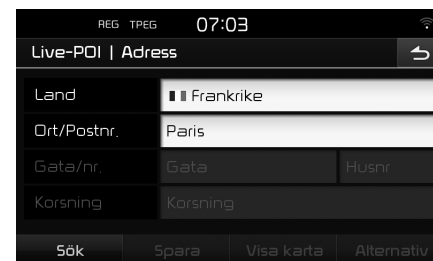 REG TPEG 07:03
Live-POI | Adress
Land Frankrike
Ort/Postnr. Paris
Gata/nr. Gata Husnr
Korsning Korsning
Sök Spara Visa karta Alternativ